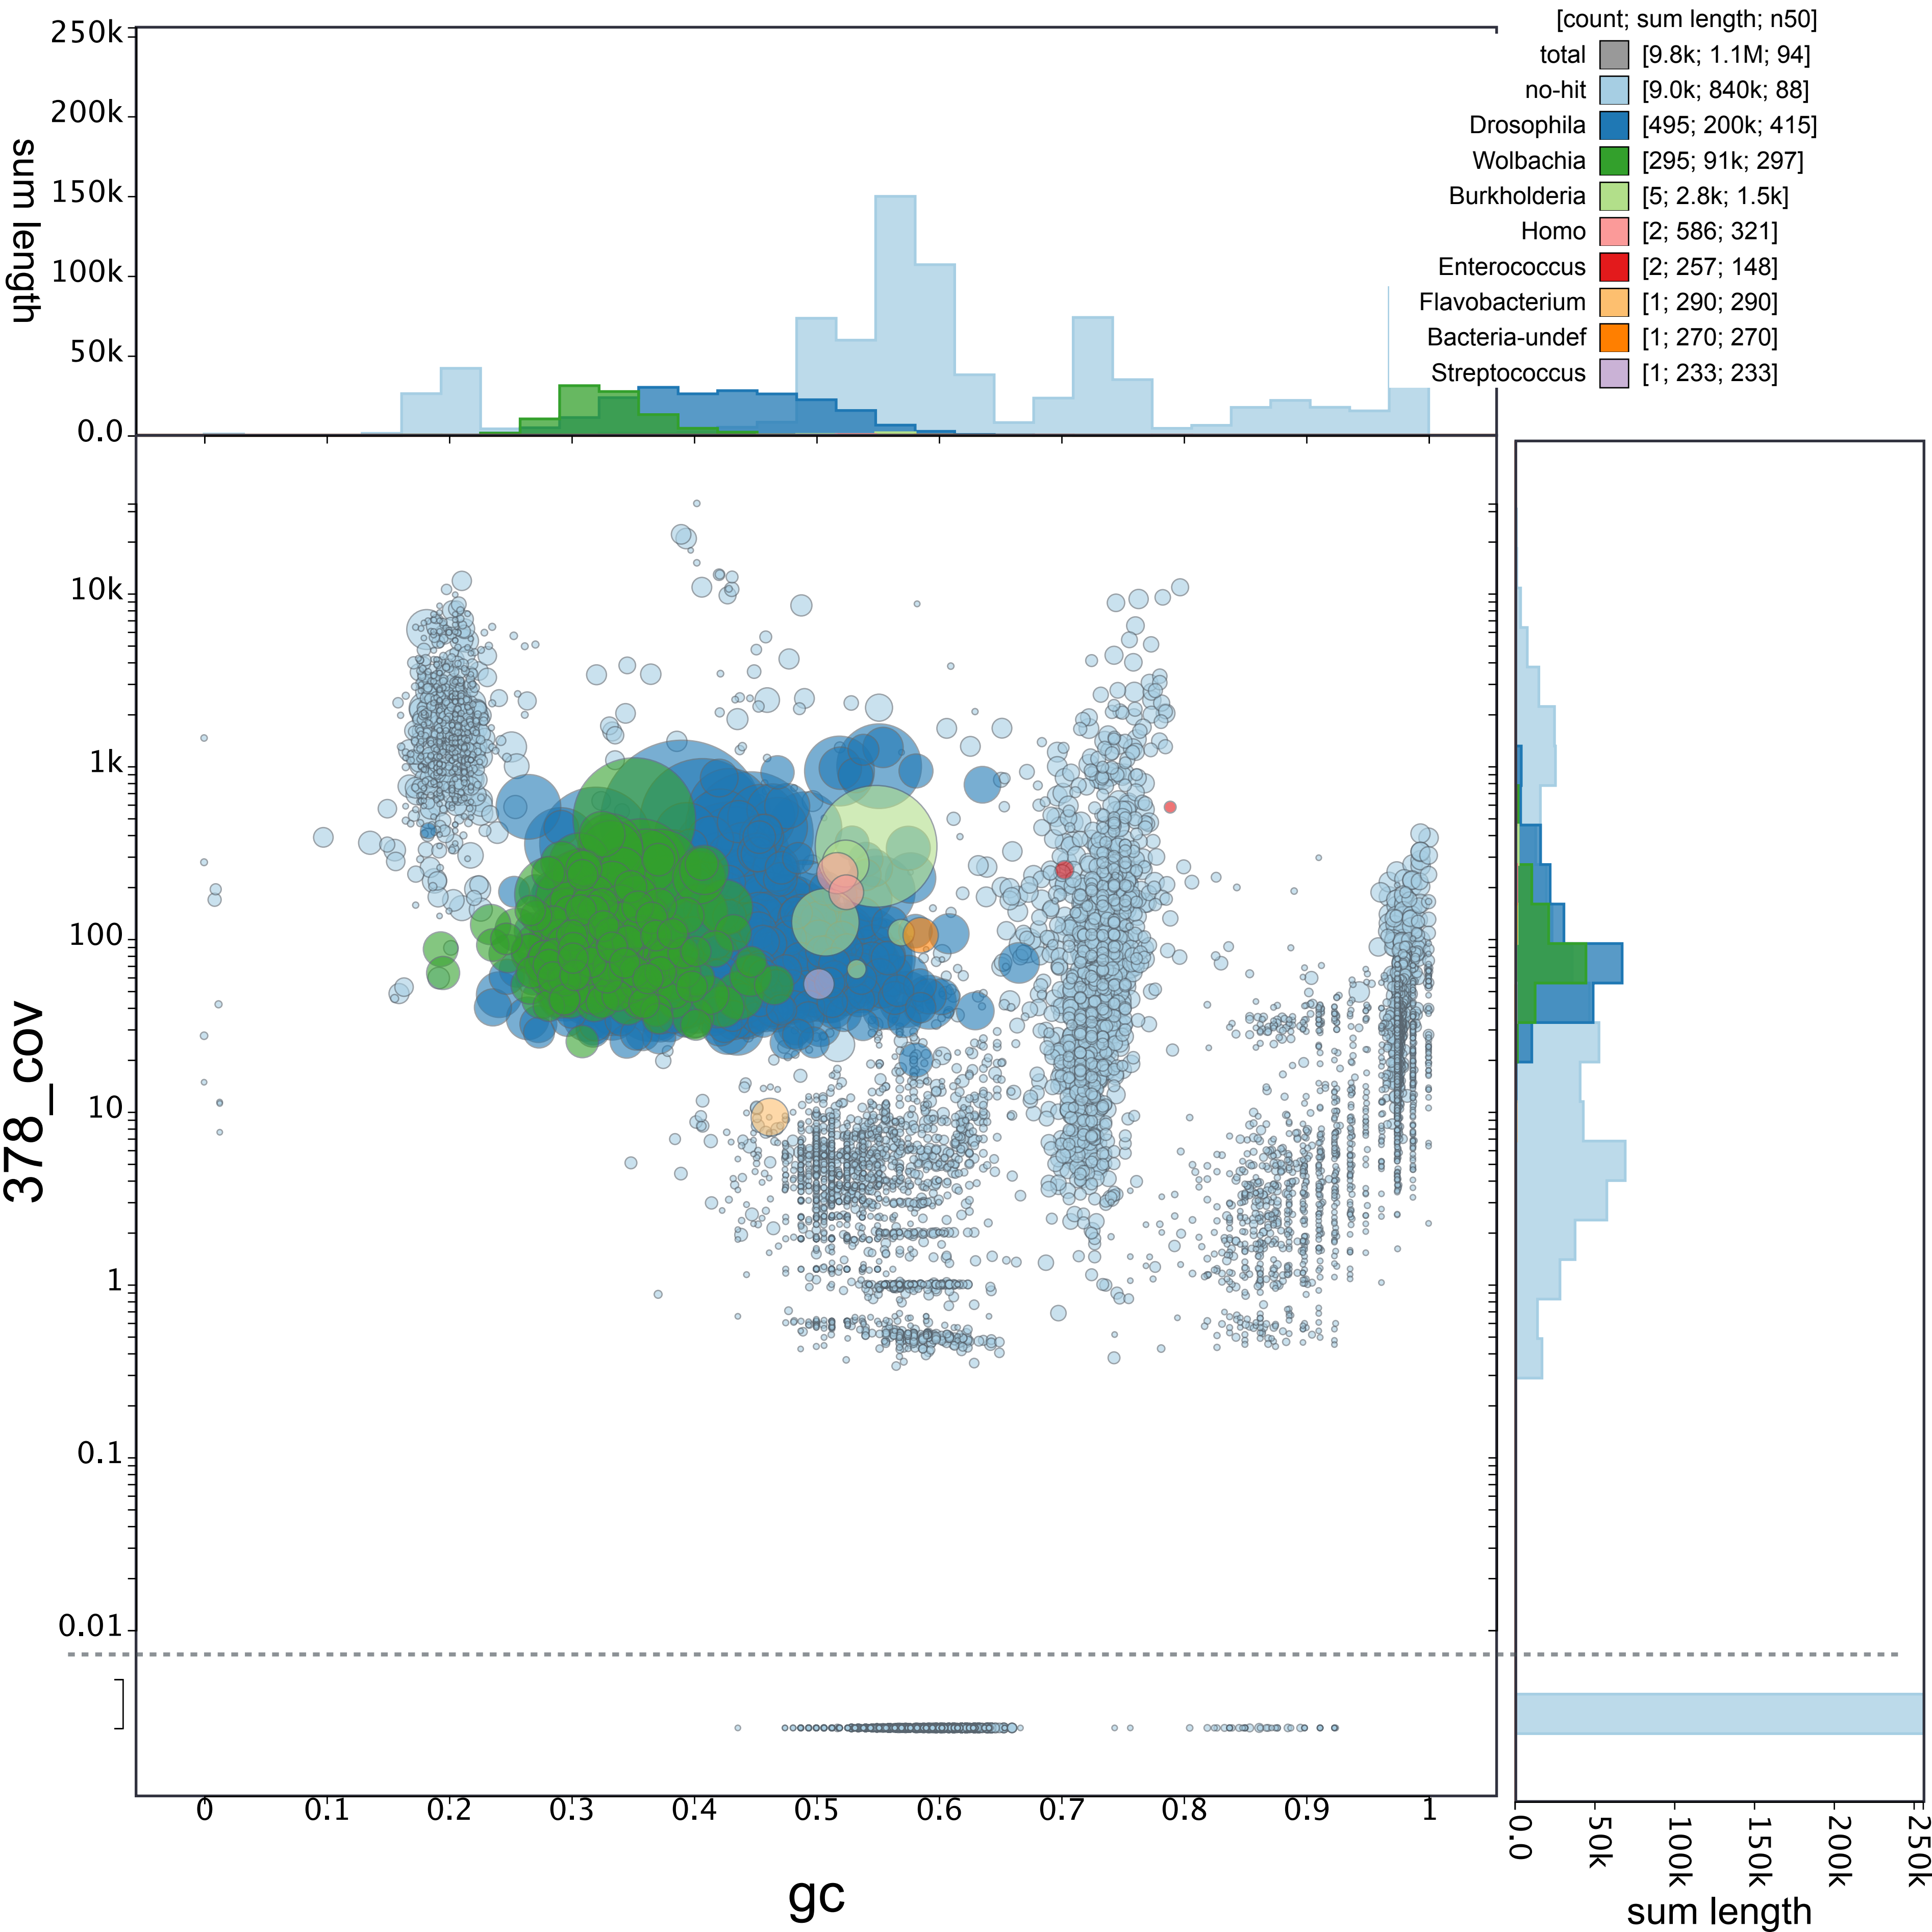 [count; sum length; n50]
total [9.8k; 1.1M; 94]
no-hit [9.0k; 840k; 88]
Drosophila [495; 200k; 415]
Wolbachia [295; 91k; 297]
Burkholderia [5; 2.8k; 1.5k]
Homo [2; 586; 321]
Enterococcus [2; 257; 148]
Flavobacterium [1; 290; 290]
Bacteria-undef [1; 270; 270]
Streptococcus [1; 233; 233]
250k
200k
150k
100k
50k
0.0
sum length
10k
1k
100
10
1
0.1
0.01
378_cov
0 0.1 0.2 0.3 0.4 0.5 0.6 0.7 0.8 0.9 1
gc
0.0 50k 100k 150k 200k 250k
sum length